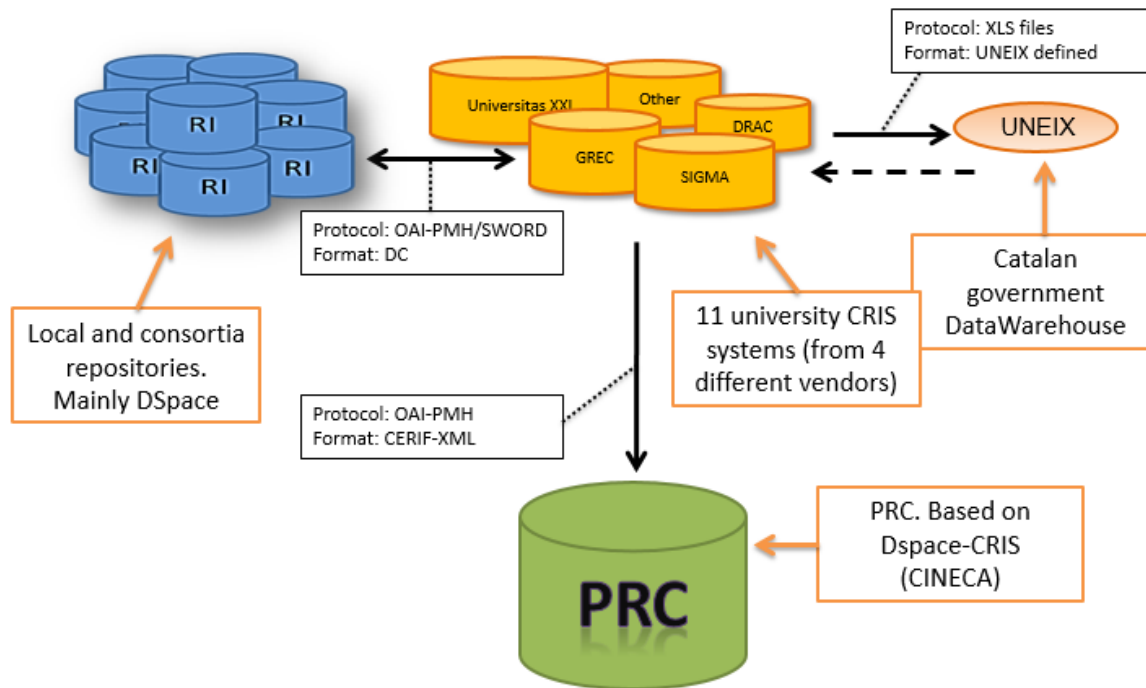 Protocol: XLS files
Format: UNEIX defined
Universitas XXI
Other
DRAC
GREC
SIGMA
UNEIX
RI
RI
RI
RI
RI
RI
Protocol: OAI-PMH/SWORD
Format: DC
Local and consortia
repositories.
Mainly DSpace
11 university CRIS
systems (from 4
different vendors)
Catalan
government
DataWarehouse
Protocol: OAI-PMH
Format: CERIF-XML
PRC
PRC. Based on
Dspace-CRIS
(CINECA)